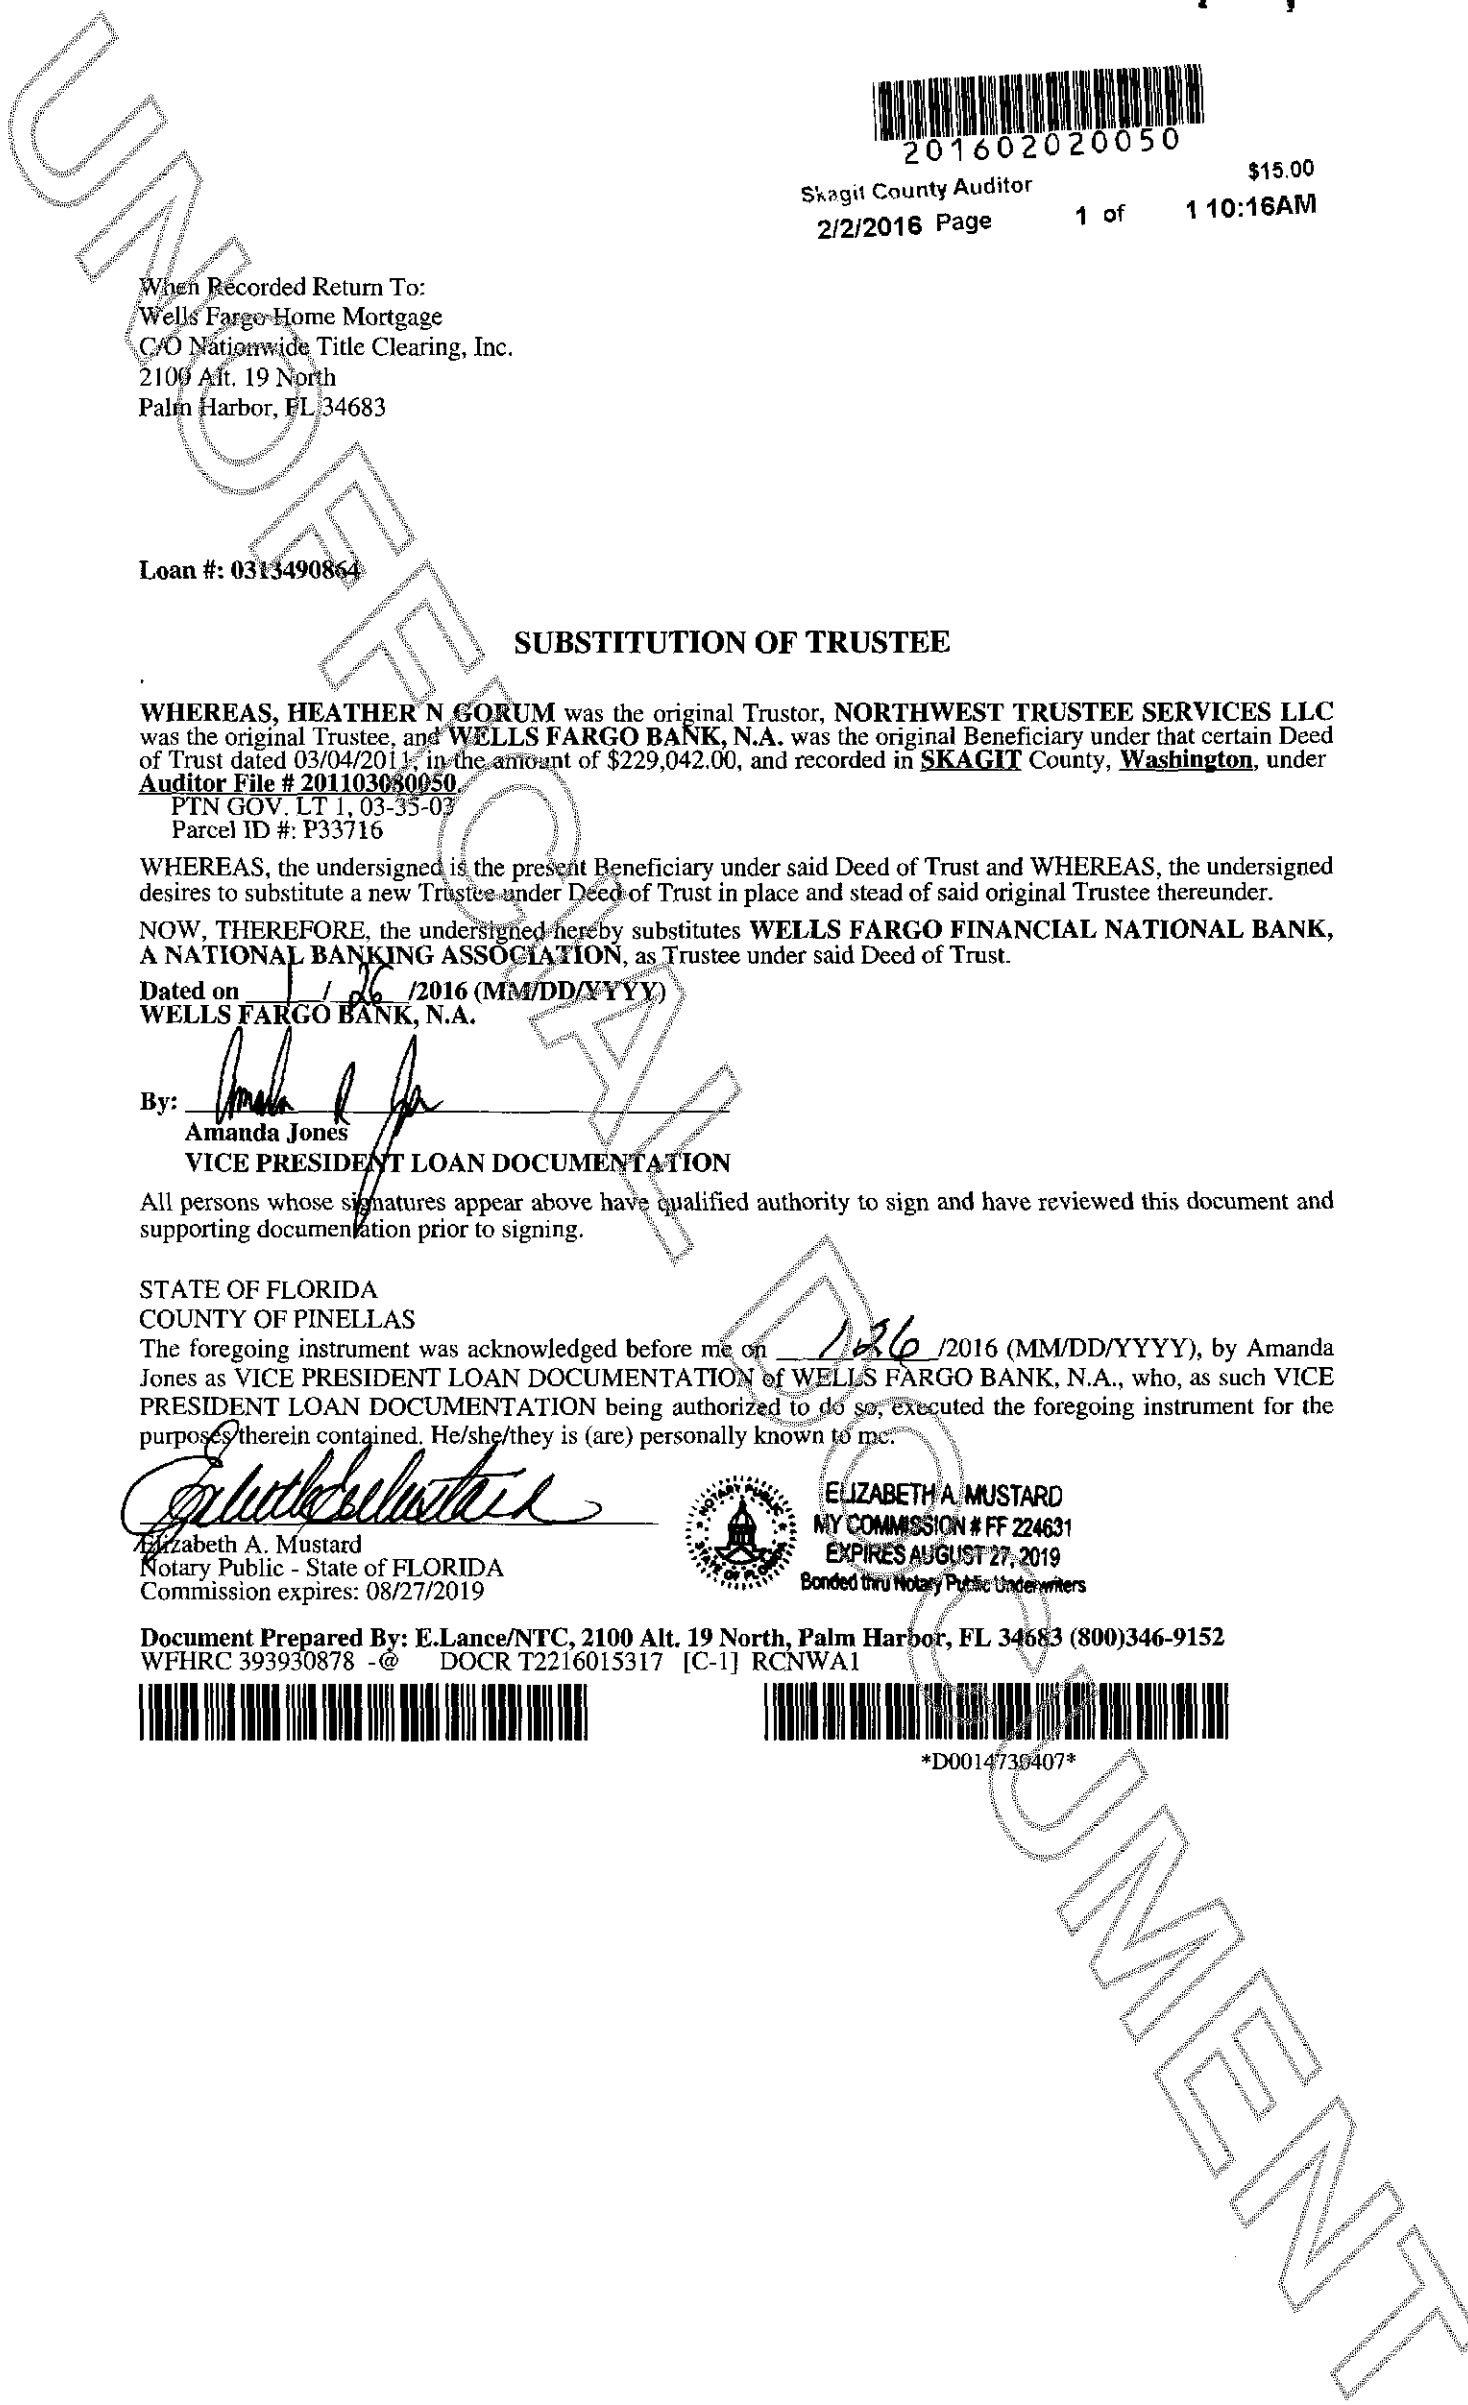 201602020050
Skagit County Auditor $15.00
2/2/2016 Page 1 of 1 10:16AM
When Recorded Return To:
Wells Fargo Home Mortgage
C/O Nationwide Title Clearing, Inc.
2100 Alt. 19 North
Palm Harbor, FL 34683
Loan #: 0313490864
SUBSTITUTION OF TRUSTEE
WHEREAS, HEATHER N GORUM was the original Trustor, NORTHWEST TRUSTEE SERVICES LLC
was the original Trustee, and WELLS FARGO BANK, N.A. was the original Beneficiary under that certain Deed
of Trust dated 03/04/2011, in the amount of $229,042.00, and recorded in SKAGIT County, Washington, under
Auditor File # 201103080050.
PTN GOV. LT 1, 03-35-03
Parcel ID #: P33716
WHEREAS, the undersigned is the present Beneficiary under said Deed of Trust and WHEREAS, the undersigned
desires to substitute a new Trustee under Deed of Trust in place and stead of said original Trustee thereunder.
NOW, THEREFORE, the undersigned hereby substitutes WELLS FARGO FINANCIAL NATIONAL BANK,
A NATIONAL BANKING ASSOCIATION, as Trustee under said Deed of Trust.
Dated on 1 / 26 /2016 (MM/DD/YYYY)
WELLS FARGO BANK, N.A.
By:
Amanda Jones
VICE PRESIDENT LOAN DOCUMENTATION
All persons whose signatures appear above have qualified authority to sign and have reviewed this document and
supporting documentation prior to signing.
STATE OF FLORIDA
COUNTY OF PINELLAS
The foregoing instrument was acknowledged before me on 1/26/2016 (MM/DD/YYYY), by Amanda
Jones as VICE PRESIDENT LOAN DOCUMENTATION of WELLS FARGO BANK, N.A., who, as such VICE
PRESIDENT LOAN DOCUMENTATION being authorized to do so, executed the foregoing instrument for the
purposes therein contained. He/she/they is (are) personally known to me.
Elizabeth A. Mustard
Notary Public - State of FLORIDA
Commission expires: 08/27/2019
NOTARY PUBLIC
STATE OF FLORIDA
ELIZABETH A. MUSTARD
MY COMMISSION # FF 224631
EXPIRES AUGUST 27, 2019
Bonded thru Notary Public Underwriters
Document Prepared By: E.Lance/NTC, 2100 Alt. 19 North, Palm Harbor, FL 34683 (800)346-9152
WFHRC 393930878 -@ DOCR T2216015317 [C-1] RCNWA1
*D0014739407*
UNOFFICIAL DOCUMENT